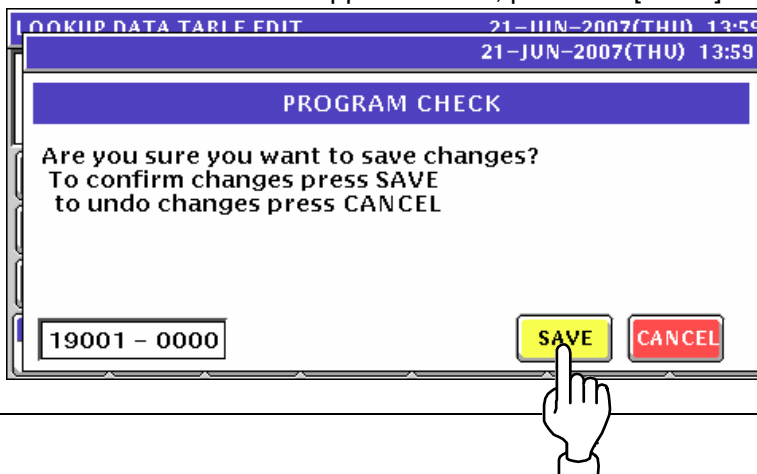 LOOKUP DATA TABLE EDIT 21-JUN-2007(THU) 13:59
21-JUN-2007(THU) 13:59
PROGRAM CHECK
Are you sure you want to save changes?
To confirm changes press SAVE
to undo changes press CANCEL
19001 - 0000 SAVE CANCEL